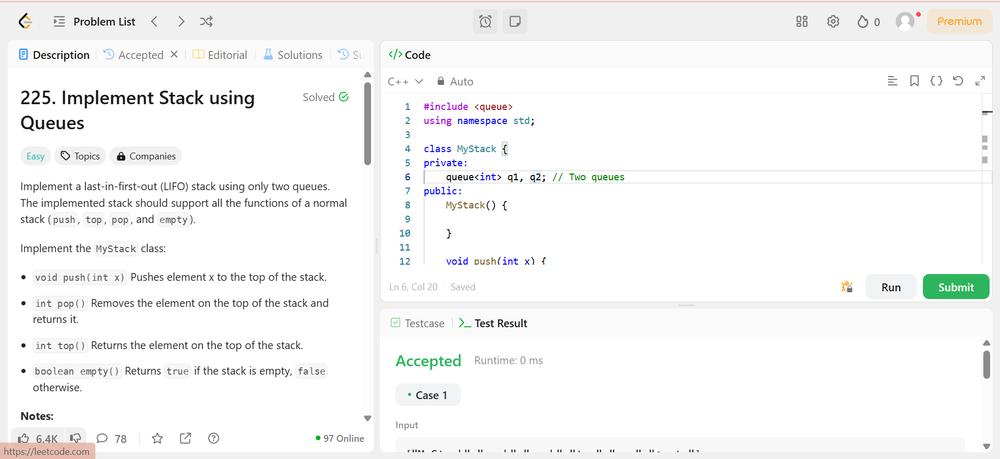 Problem List
0
Premium
Description
Accepted
Editorial
Solutions
Su
225. Implement Stack using
Queues
Solved
Easy
Topics
Companies
Implement a last-in-first-out (LIFO) stack using only two queues.
The implemented stack should support all the functions of a normal
stack (push, top, pop, and empty).
Implement the MyStack class:
• void push(int x) Pushes element x to the top of the stack.
• int pop() Removes the element on the top of the stack and
returns it.
• int top() Returns the element on the top of the stack.
• boolean empty() Returns true if the stack is empty, false
otherwise.
Notes:
6.4K
78
97 Online
https://leetcode.com
</> Code
C++
Auto
1 #include <queue>
2 using namespace std;
3
4 class MyStack {
5 private:
6 queue<int> q1, q2; // Two queues
7 public:
8 MyStack() {
9
10 }
11
12 void push(int x) {
Ln 6, Col 20
Saved
Run
Submit
Testcase
Test Result
Accepted
Runtime: 0 ms
• Case 1
Input